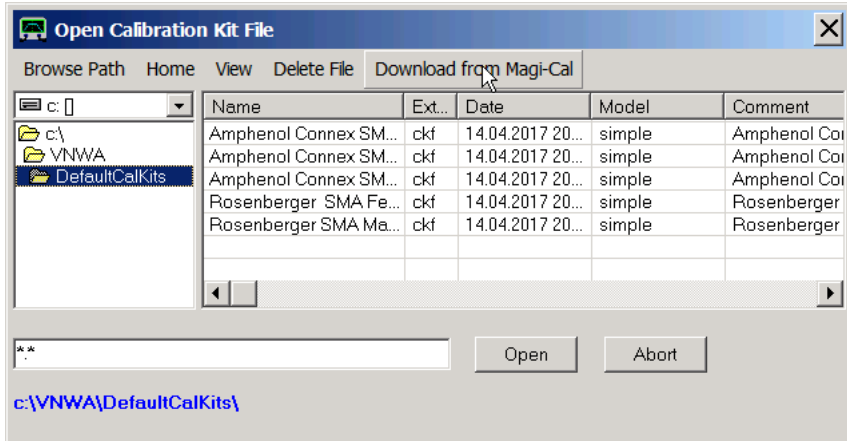 Open Calibration Kit File
Browse Path Home View Delete File Download from Magi-Cal
c: []
c:\
VNWA
DefaultCalKits
Name Ext... Date Model Comment
Amphenol Connex SM... ckf 14.04.2017 20... simple Amphenol Co
Amphenol Connex SM... ckf 14.04.2017 20... simple Amphenol Co
Amphenol Connex SM... ckf 14.04.2017 20... simple Amphenol Co
Rosenberger SMA Fe... ckf 14.04.2017 20... simple Rosenberger
Rosenberger SMA Ma... ckf 14.04.2017 20... simple Rosenberger
*.*
Open Abort
c:\VNWA\DefaultCalKits\